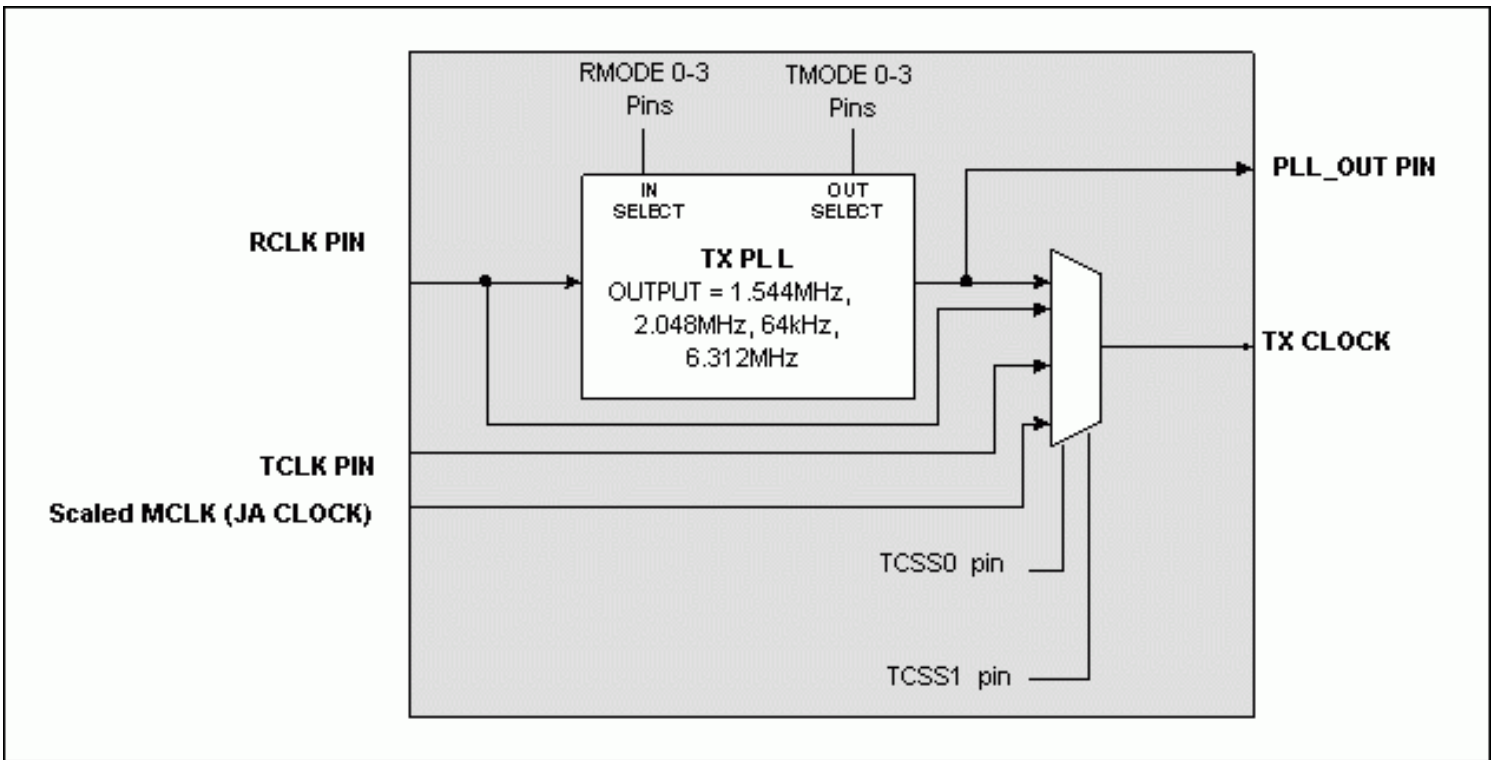 RMODE 0-3
Pins
TMODE 0-3
Pins
PLL_OUT PIN
IN
SELECT
OUT
SELECT
RCLK PIN
TX PL L
OUTPUT = 1.544MHz,
2.048MHz, 64kHz,
6.312MHz
TX CLOCK
TCLK PIN
Scaled MCLK (JA CLOCK)
TCSS0 pin
TCSS1 pin